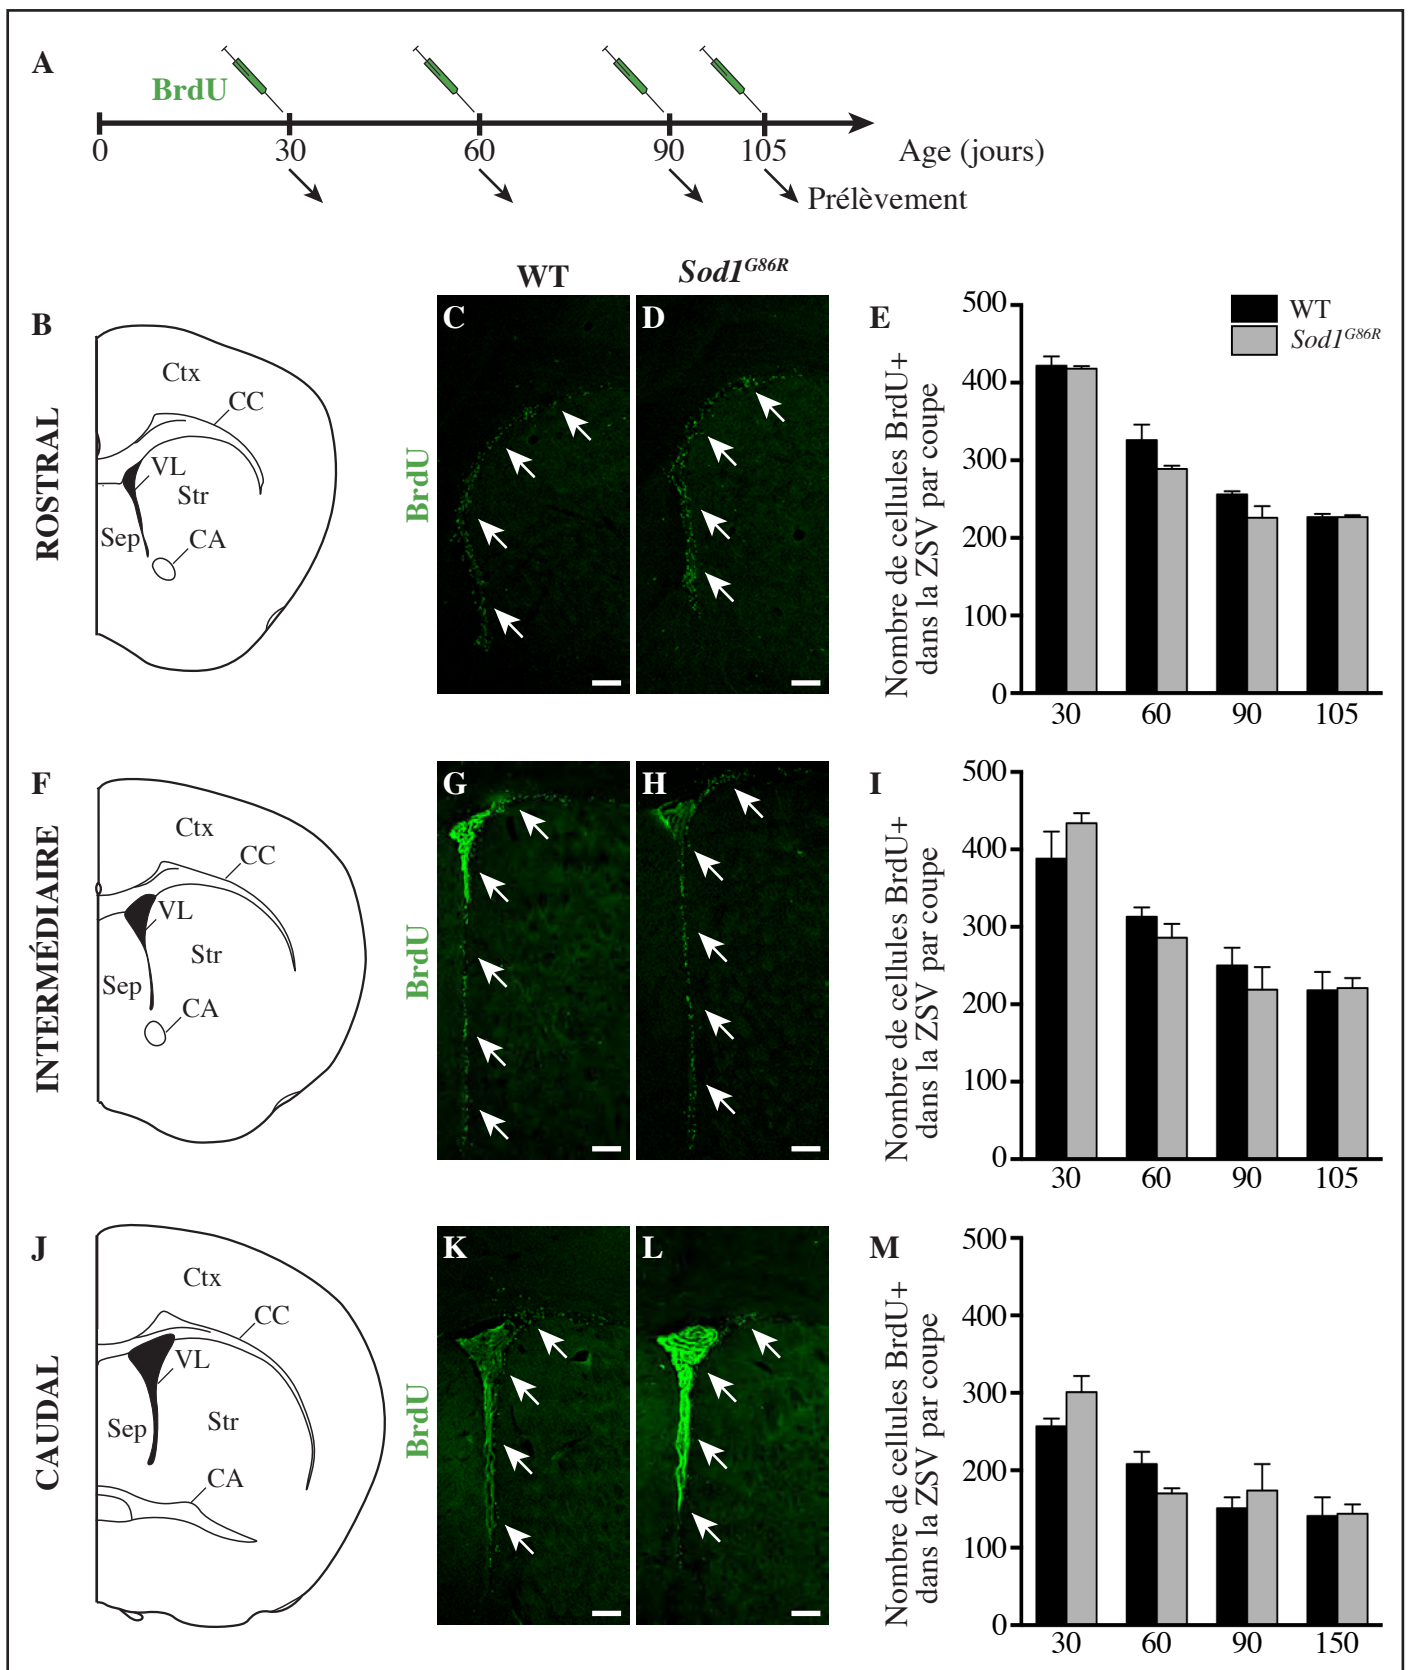 A
BrdU
0 30 60 90 105 Age (jours)
Prélèvement
WT Sod1G86R
B
ROSTRAL
Ctx
CC
VL
Str
Sep
CA
BrdU
C D
E
Nombre de cellules BrdU+
dans la ZSV par coupe
500
400
300
200
100
0
30 60 90 105
WT
Sod1G86R
F
INTERMÉDIAIRE
Ctx
CC
VL
Str
Sep
CA
BrdU
G H
I
Nombre de cellules BrdU+
dans la ZSV par coupe
500
400
300
200
100
0
30 60 90 105
J
CAUDAL
Ctx
CC
VL
Str
Sep
CA
BrdU
K L
M
Nombre de cellules BrdU+
dans la ZSV par coupe
500
400
300
200
100
0
30 60 90 150